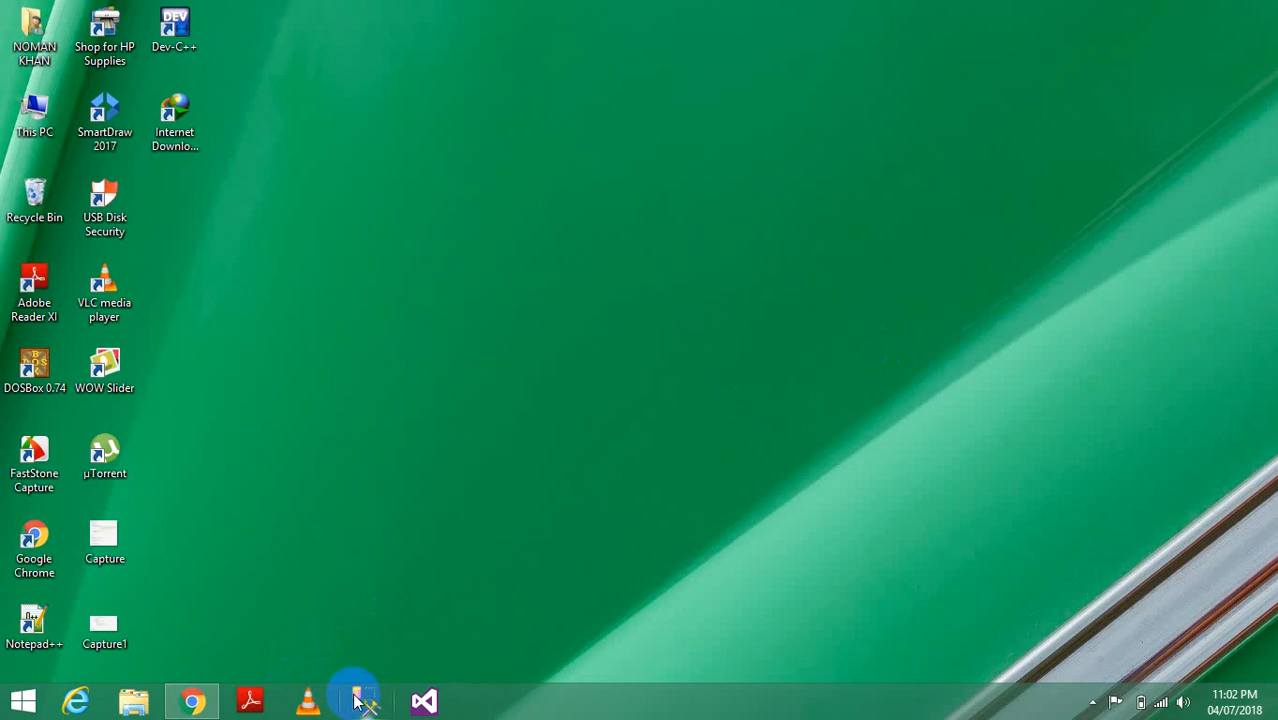 NOMAN
KHAN
Shop for HP
Supplies
DEV
Dev-C++
This PC
SmartDraw
2017
Internet
Downlo...
Recycle Bin
USB Disk
Security
Adobe
Reader XI
VLC media
player
DOSBox 0.74
WOW Slider
FastStone
Capture
µTorrent
Google
Chrome
Capture
Notepad++
Capture1
11:02 PM
04/07/2018